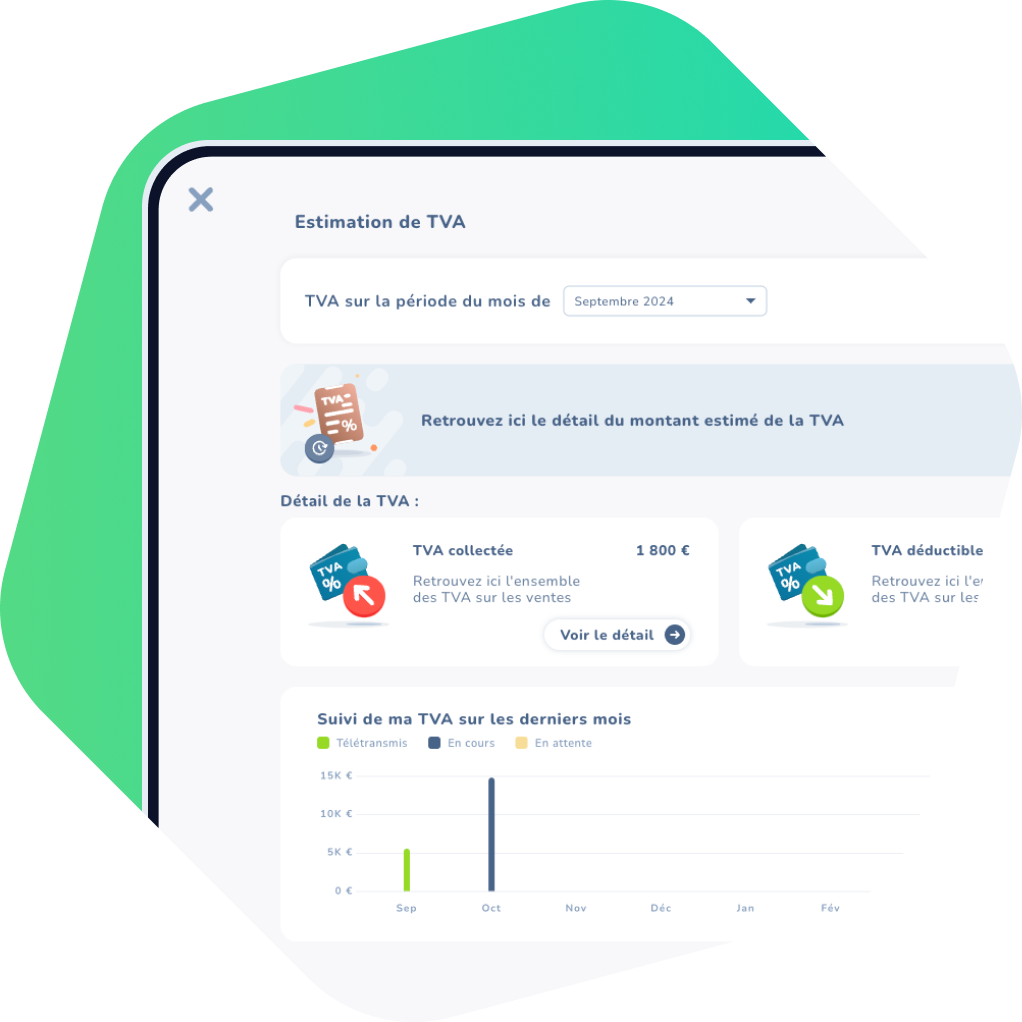 Estimation de TVA
TVA sur la période du mois de
Septembre 2024
TVA
%
Retrouvez ici le détail du montant estimé de la TVA
Détail de la TVA :
TVA
%
TVA collectée
1 800 €
Retrouvez ici l'ensemble
des TVA sur les ventes
Voir le détail
TVA
%
TVA déductible
Retrouvez ici
des TVA sur les
Suivi de ma TVA sur les derniers mois
Télétransmis
En cours
En attente
15K €
10K €
5K €
0 €
Sep
Oct
Nov
Déc
Jan
Fév